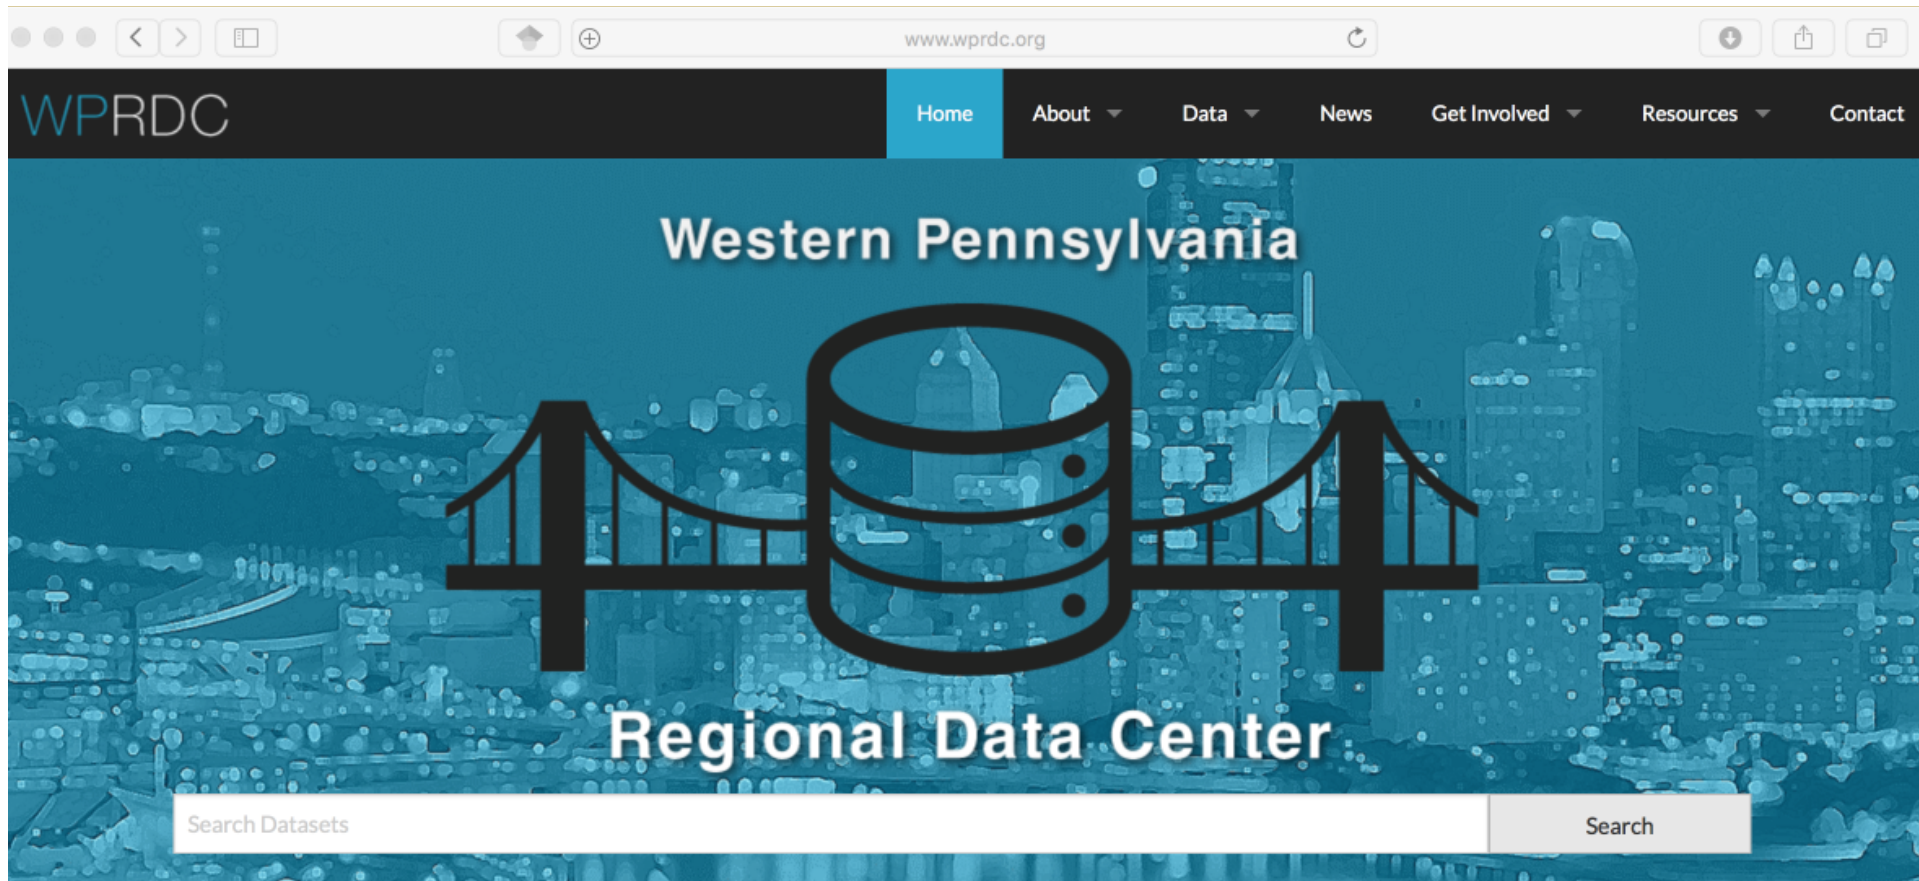 www.wprdc.org
WPRDC
Home About Data News Get Involved Resources Contact
Western Pennsylvania
Regional Data Center
Search Datasets
Search